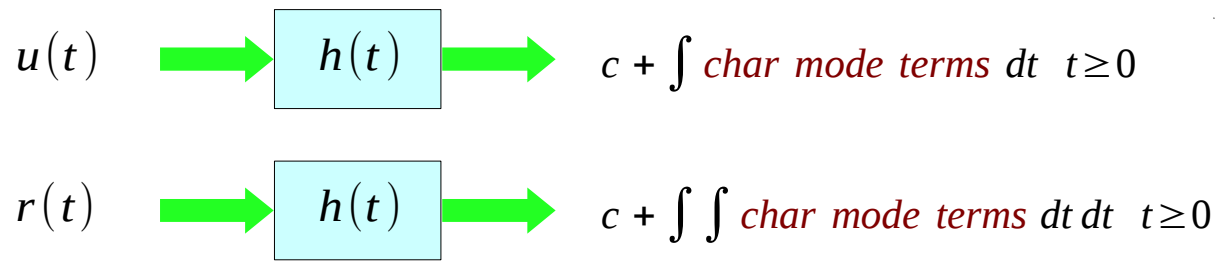 u(t) h(t) c + ∫ char mode terms dt t≥0
r(t) h(t) c + ∫ ∫ char mode terms dt dt t≥0